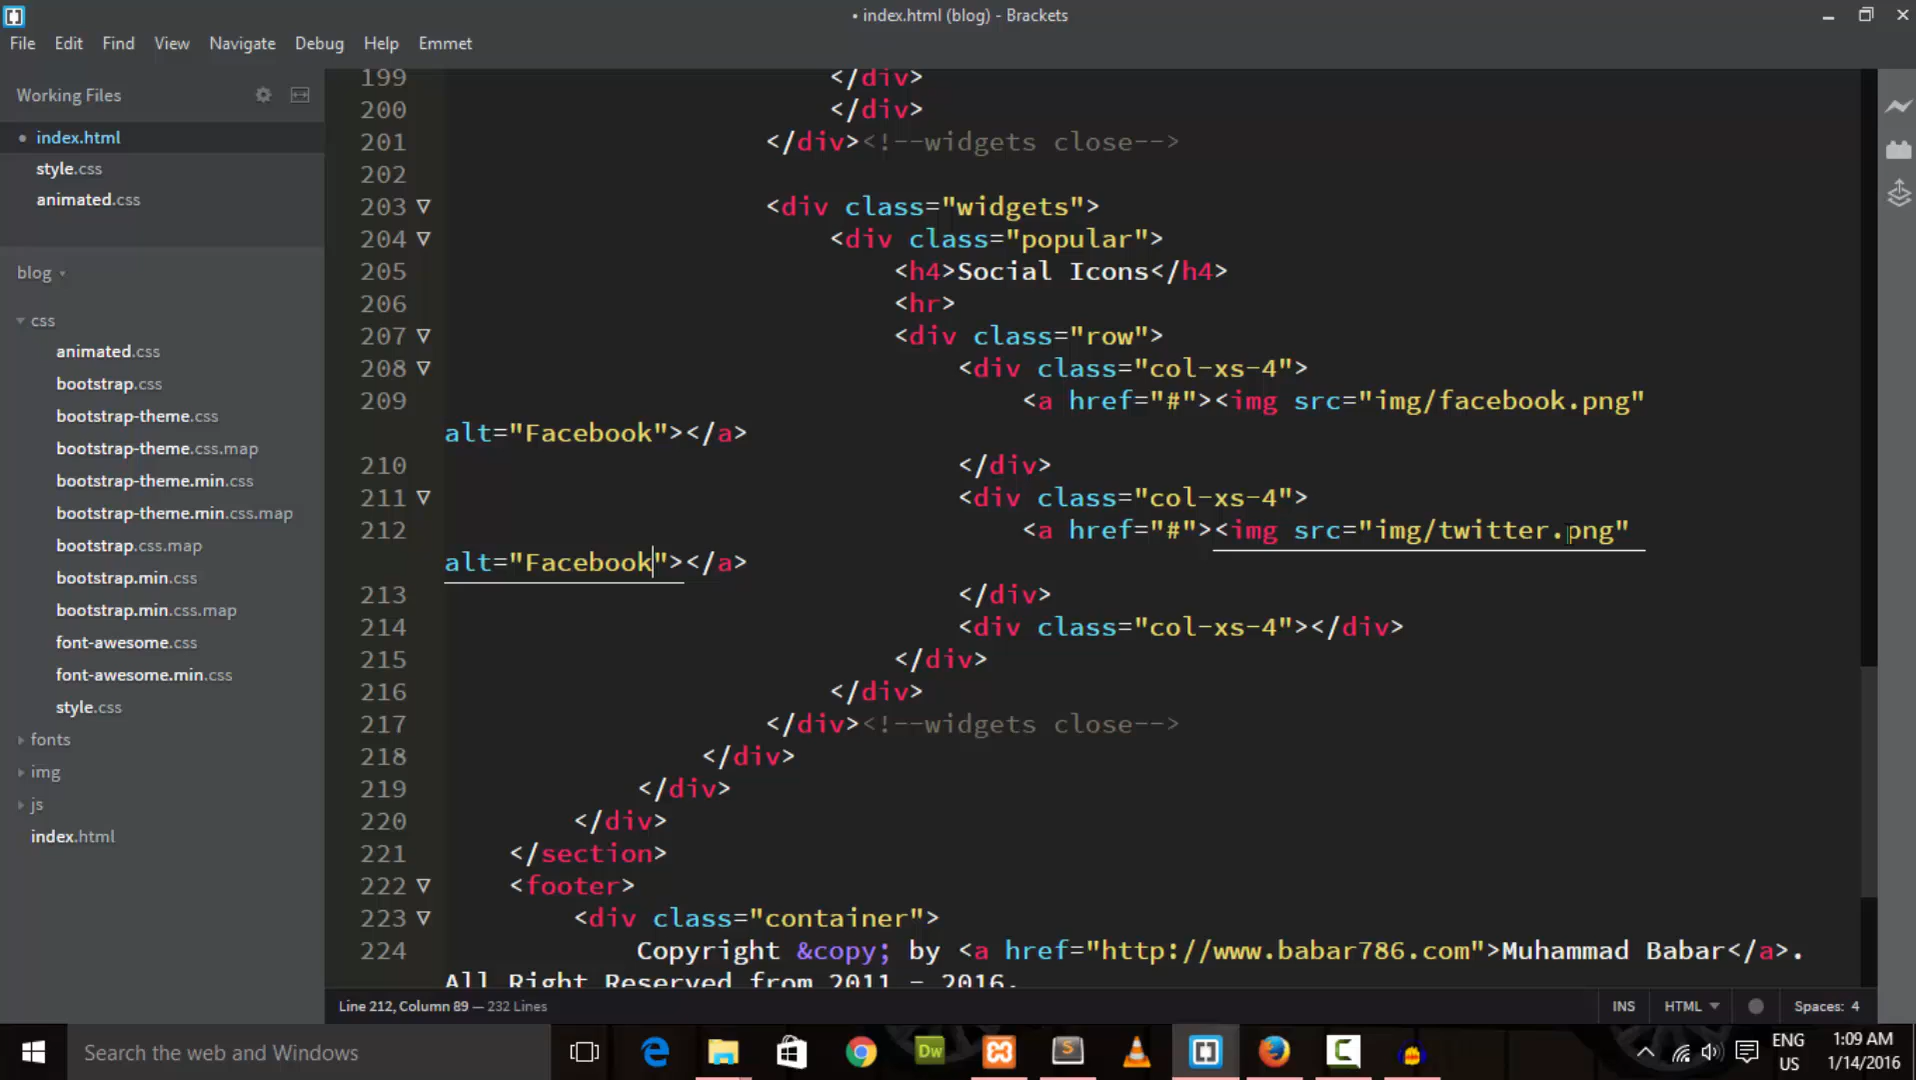 • index.html (blog) - Brackets
File Edit Find View Navigate Debug Help Emmet
Working Files
index.html
style.css
animated.css
blog
css
animated.css
bootstrap.css
bootstrap-theme.css
bootstrap-theme.css.map
bootstrap-theme.min.css
bootstrap-theme.min.css.map
bootstrap.css.map
bootstrap.min.css
bootstrap.min.css.map
font-awesome.css
font-awesome.min.css
style.css
fonts
img
js
index.html
199 </div>
200 </div>
201 </div><!--widgets close-->
202
203 <div class="widgets">
204 <div class="popular">
205 <h4>Social Icons</h4>
206 <hr>
207 <div class="row">
208 <div class="col-xs-4">
209 <a href="#"><img src="img/facebook.png"
alt="Facebook"></a>
210 </div>
211 <div class="col-xs-4">
212 <a href="#"><img src="img/twitter.png"
alt="Facebook"></a>
213 </div>
214 <div class="col-xs-4"></div>
215 </div>
216 </div>
217 </div><!--widgets close-->
218 </div>
219 </div>
220 </div>
221 </section>
222 <footer>
223 <div class="container">
224 Copyright &copy; by <a href="http://www.babar786.com">Muhammad Babar</a>.
All Right Reserved from 2011 - 2016.
Line 212, Column 89 — 232 Lines
INS HTML Spaces: 4
Search the web and Windows
Dw
ENG
US
1:09 AM
1/14/2016